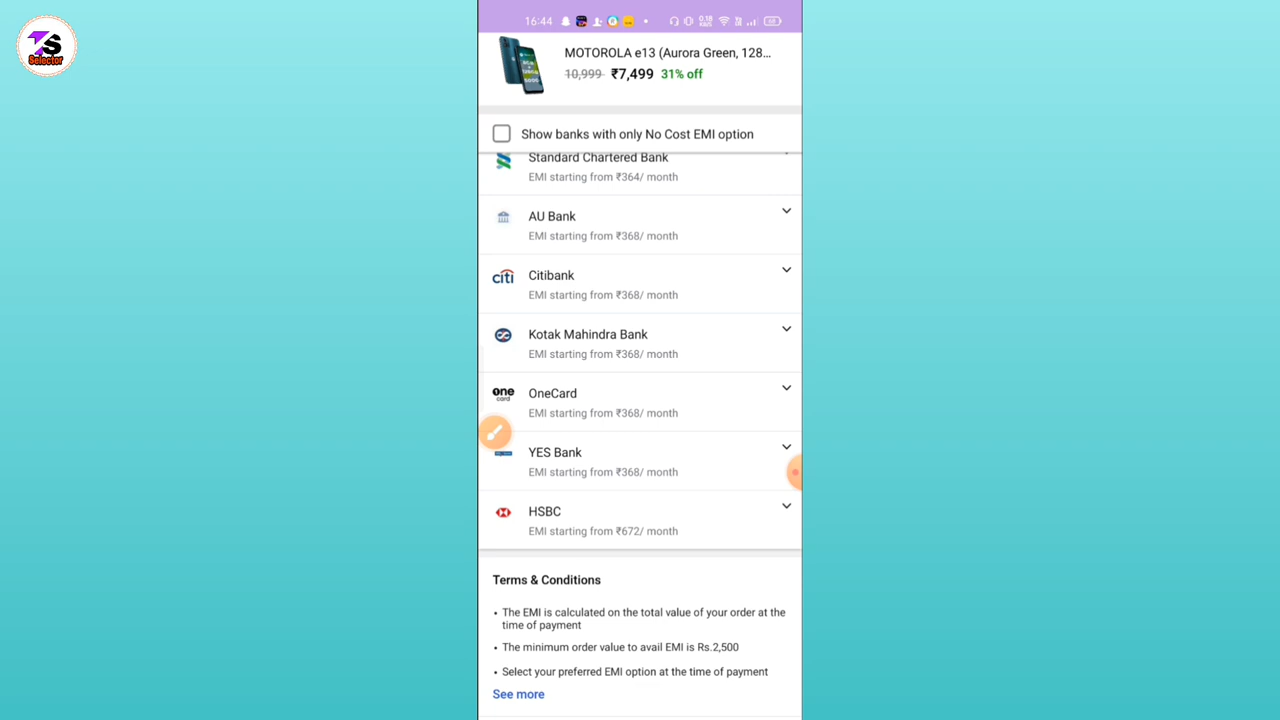 TS
Selector
16:44
MOTOROLA e13 (Aurora Green, 128...
10,999 ₹7,499 31% off
Show banks with only No Cost EMI option
Standard Chartered Bank
EMI starting from ₹364/ month
AU Bank
EMI starting from ₹368/ month
citi Citibank
EMI starting from ₹368/ month
Kotak Mahindra Bank
EMI starting from ₹368/ month
one card OneCard
EMI starting from ₹368/ month
YES Bank
EMI starting from ₹368/ month
HSBC
EMI starting from ₹672/ month
Terms & Conditions
• The EMI is calculated on the total value of your order at the
time of payment
• The minimum order value to avail EMI is Rs.2,500
• Select your preferred EMI option at the time of payment
See more